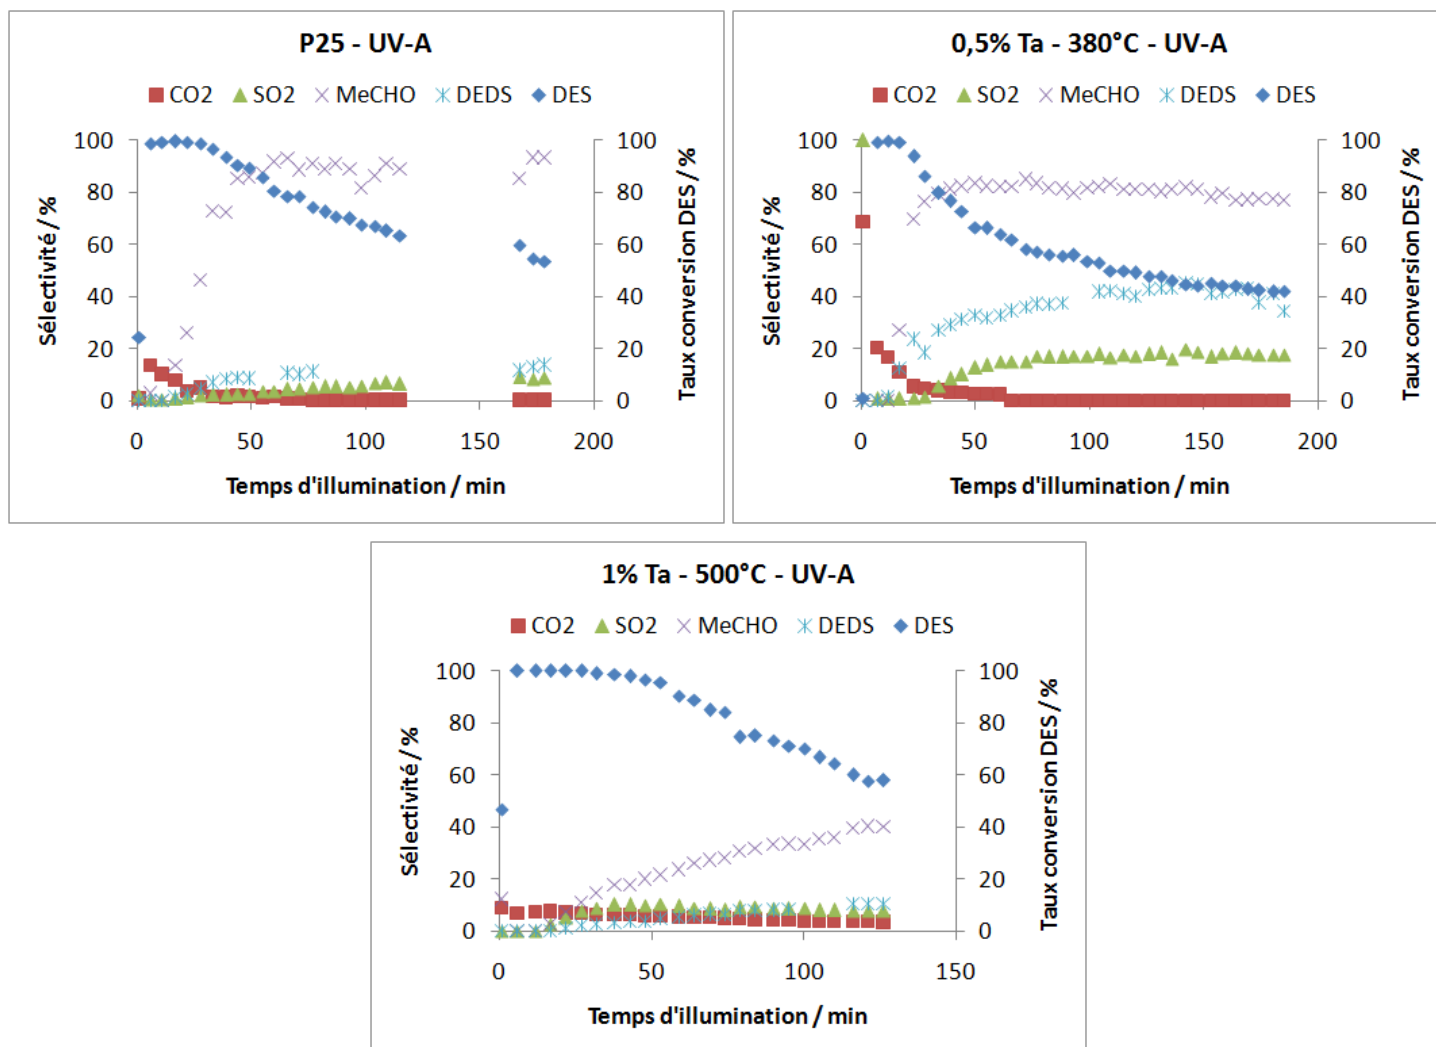 P25 - UV-A
CO2 SO2 MeCHO DEDS DES
100
80
60
40
20
0
100
80
60
40
20
0
0 50 100 150 200
Sélectivité / %
Taux conversion DES / %
Temps d'illumination / min
0,5% Ta - 380°C - UV-A
CO2 SO2 MeCHO DEDS DES
100
80
60
40
20
0
100
80
60
40
20
0
0 50 100 150 200
Sélectivité / %
Taux conversion DES / %
Temps d'illumination / min
1% Ta - 500°C - UV-A
CO2 SO2 MeCHO DEDS DES
100
80
60
40
20
0
100
80
60
40
20
0
0 50 100 150
Sélectivité / %
Taux conversion DES / %
Temps d'illumination / min